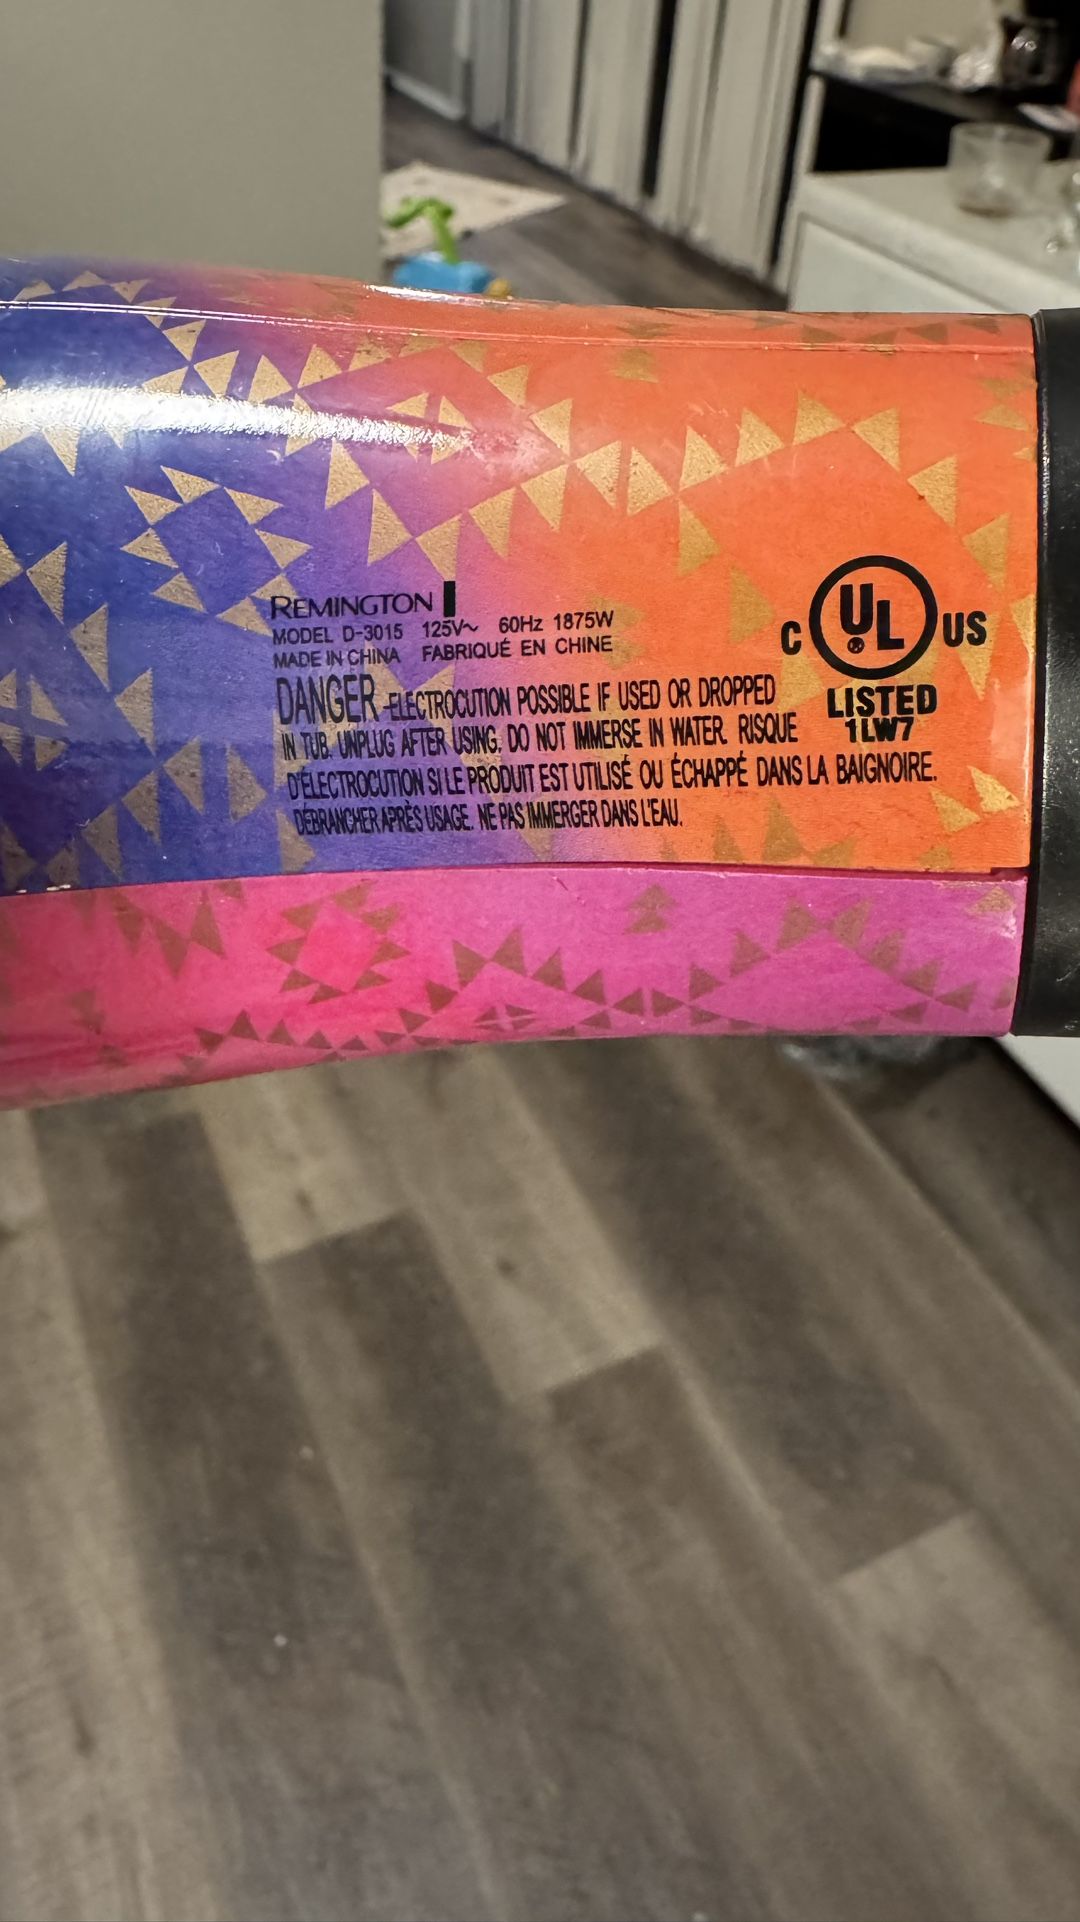 REMINGTON
MODEL D-3015 125V~ 60Hz 1875W
MADE IN CHINA FABRIQUÉ EN CHINE
DANGER -ELECTROCUTION POSSIBLE IF USED OR DROPPED
IN TUB. UNPLUG AFTER USING. DO NOT IMMERSE IN WATER. RISQUE
D'ÉLECTROCUTION SI LE PRODUIT EST UTILISÉ OU ÉCHAPPÉ DANS LA BAIGNOIRE.
DÉBRANCHER APRÈS USAGE. NE PAS IMMERGER DANS L'EAU.
C UL ® US
LISTED
1LW7